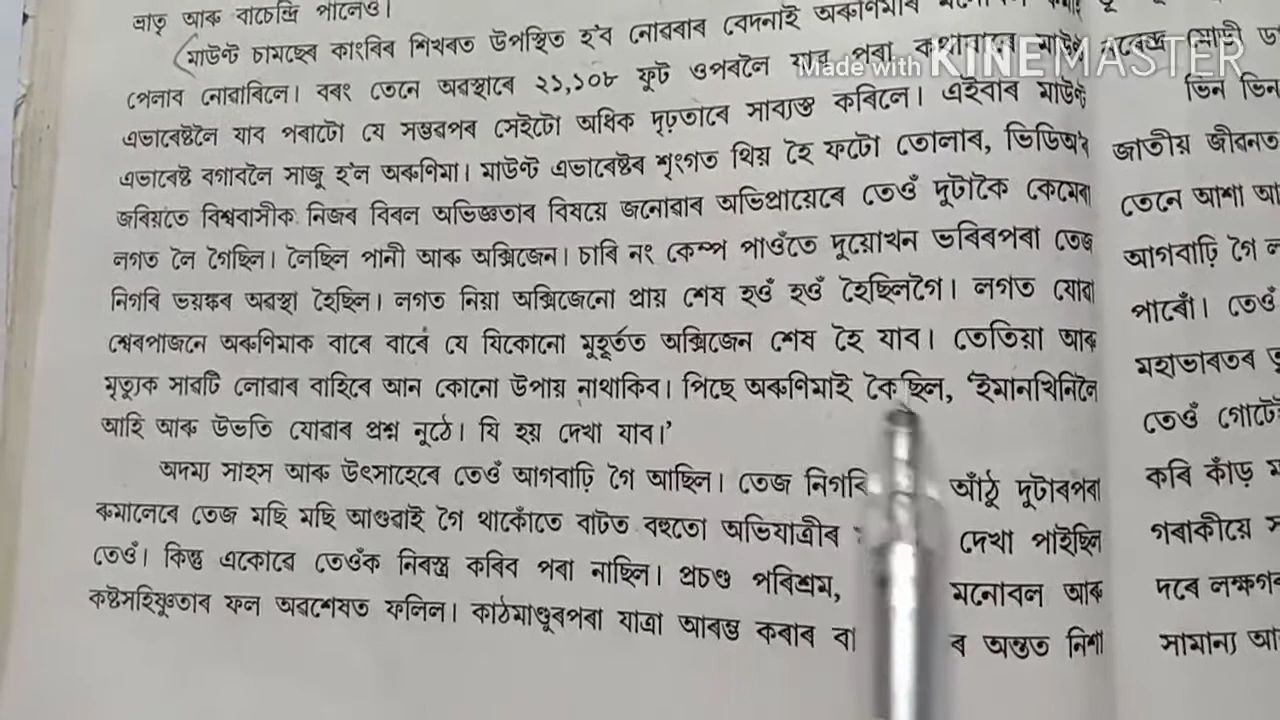 ভ্ৰাতৃ আৰু বাচেন্দ্ৰি পালেও।
(মাউণ্ট চামছেৰ কাংৰিৰ শিখৰত উপস্থিত হ'ব নোৱৰাৰ বেদনাই অৰুণিমাৰ
পেলাব নোৱাৰিলে। বৰং তেনে অৱস্থাৰে ২১,১০৮ ফুট ওপৰলৈ যাব পৰা কথাষাৰে মাউণ্ট
এভাৰেষ্টলৈ যাব পৰাটো যে সম্ভৱপৰ সেইটো অধিক দৃঢ়তাৰে সাব্যস্ত কৰিলে। এইবাৰ মাউণ্ট
এভাৰেষ্ট বগাবলৈ সাজু হ'ল অৰুণিমা। মাউণ্ট এভাৰেষ্টৰ শৃংগত থিয় হৈ ফটো তোলাৰ, ভিডিঅ'ৰ
জৰিয়তে বিশ্ববাসীক নিজৰ বিৰল অভিজ্ঞতাৰ বিষয়ে জনোৱাৰ অভিপ্ৰায়েৰে তেওঁ দুটাকৈ কেমেৰা
লগত লৈ গৈছিল। লৈছিল পানী আৰু অক্সিজেন। চাৰি নং কেম্প পাওঁতে দুয়োখন ভৰিৰপৰা তেজ
নিগৰি ভয়ঙ্কৰ অৱস্থা হৈছিল। লগত নিয়া অক্সিজেনো প্ৰায় শেষ হওঁ হওঁ হৈছিলগৈ। লগত যোৱা
শ্বেৰপাজনে অৰুণিমাক বাৰে বাৰে যে যিকোনো মুহূৰ্তত অক্সিজেন শেষ হৈ যাব। তেতিয়া আৰু
মৃত্যুক সাৱটি লোৱাৰ বাহিৰে আন কোনো উপায় নাথাকিব। পিছে অৰুণিমাই কৈছিল, 'ইমানখিনিলৈ
আহি আৰু উভতি যোৱাৰ প্ৰশ্ন নুঠে। যি হয় দেখা যাব।'
অদম্য সাহস আৰু উৎসাহেৰে তেওঁ আগবাঢ়ি গৈ আছিল। তেজ নিগৰি আঁঠু দুটাৰপৰা
ৰুমালেৰে তেজ মছি মছি আগুৱাই গৈ থাকোঁতে বাটত বহুতো অভিযাত্ৰীৰ দেখা পাইছিল
তেওঁ। কিন্তু একোৱে তেওঁক নিৰস্ত্ৰ কৰিব পৰা নাছিল। প্ৰচণ্ড পৰিশ্ৰম, মনোবল আৰু
কষ্টসহিষ্ণুতাৰ ফল অৱশেষত ফলিল। কাঠমাণ্ডুৰপৰা যাত্ৰা আৰম্ভ কৰাৰ বা ৰ অন্তত নিশা
Made with KINEMASTER
ভিন ভিন
জাতীয় জীৱনত
তেনে আশা
আগবাঢ়ি গৈ
পাৰোঁ। তেওঁ
মহাভাৰতৰ
তেওঁ
কৰি কাঁড়
গৰাকীয়ে
দৰে
সামান্য